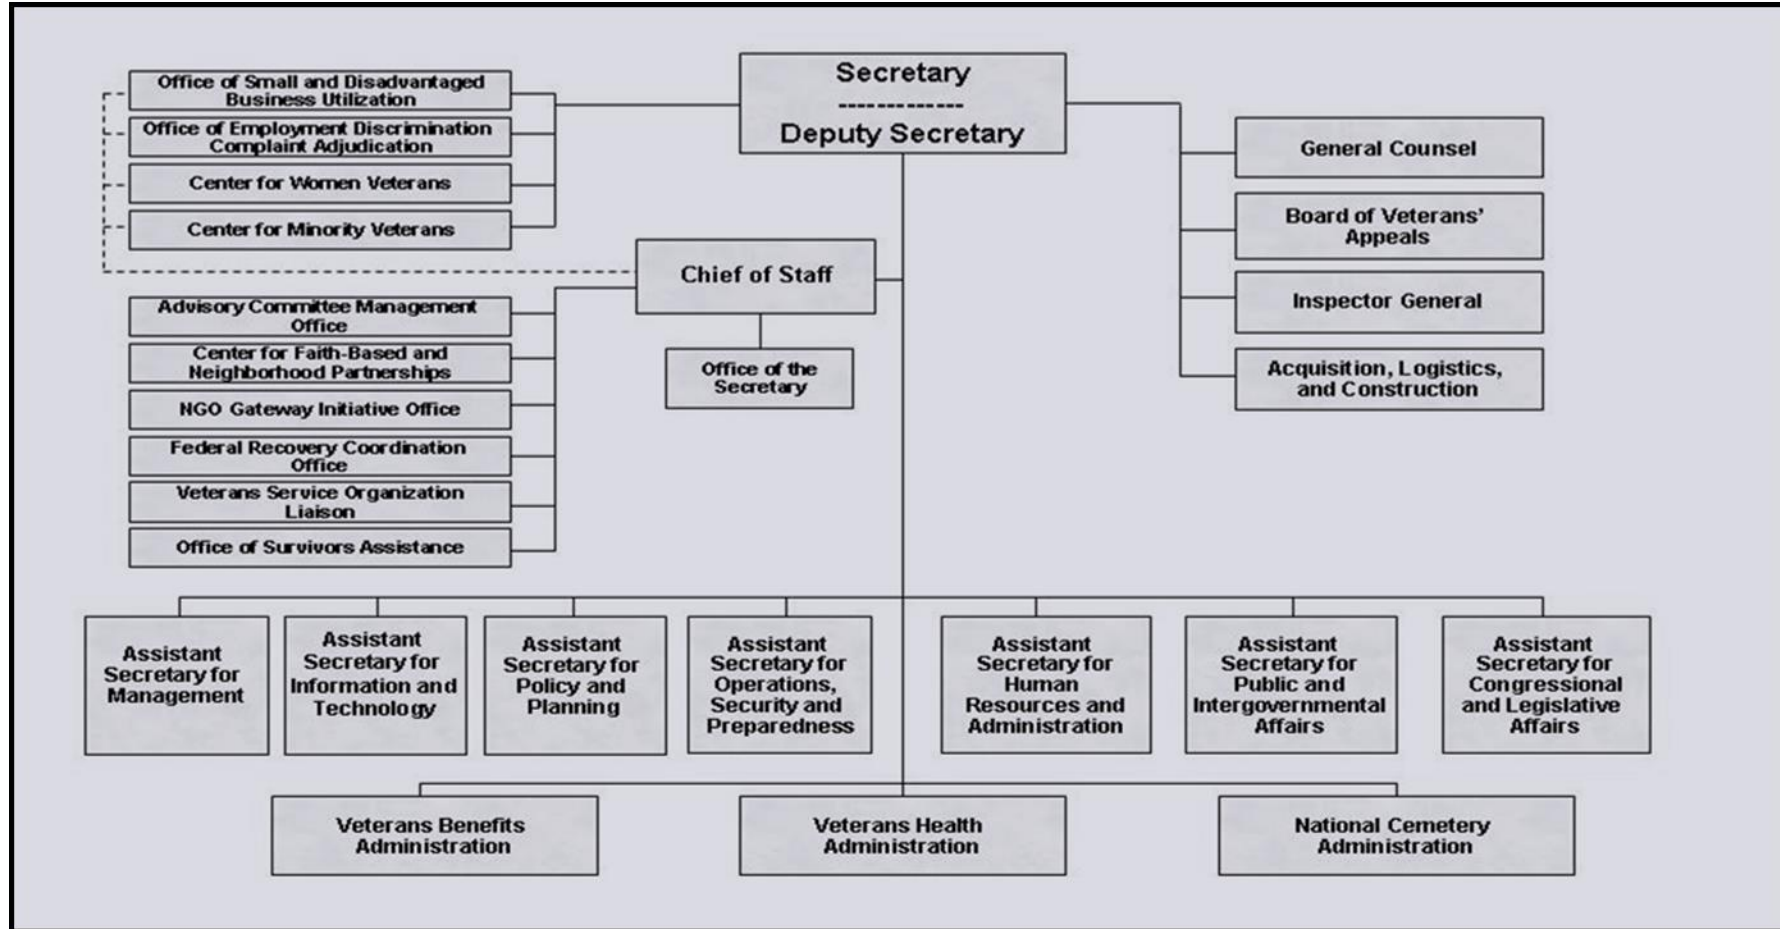 Secretary
-------------
Deputy Secretary
Office of Small and Disadvantaged
Business Utilization
Office of Employment Discrimination
Complaint Adjudication
Center for Women Veterans
Center for Minority Veterans
General Counsel
Board of Veterans’
Appeals
Inspector General
Acquisition, Logistics,
and Construction
Chief of Staff
Office of the
Secretary
Advisory Committee Management
Office
Center for Faith-Based and
Neighborhood Partnerships
NGO Gateway Initiative Office
Federal Recovery Coordination
Office
Veterans Service Organization
Liaison
Office of Survivors Assistance
Assistant
Secretary for
Management
Assistant
Secretary for
Information and
Technology
Assistant
Secretary for
Policy and
Planning
Assistant
Secretary for
Operations,
Security and
Preparedness
Assistant
Secretary for
Human
Resources and
Administration
Assistant
Secretary for
Public and
Intergovernmental
Affairs
Assistant
Secretary for
Congressional
and Legislative
Affairs
Veterans Benefits
Administration
Veterans Health
Administration
National Cemetery
Administration